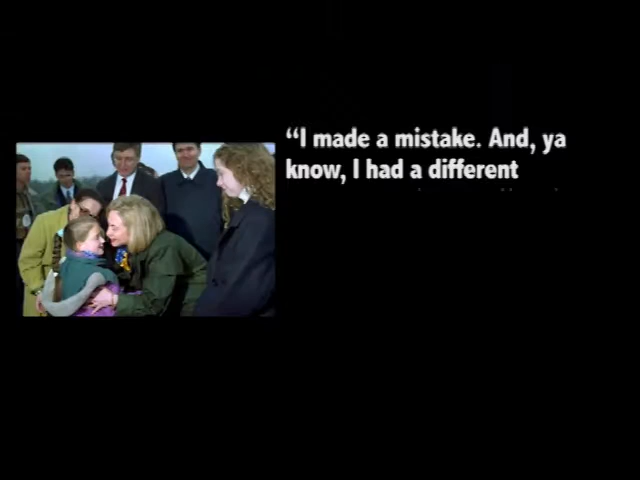 “I made a mistake. And, ya
know, I had a different